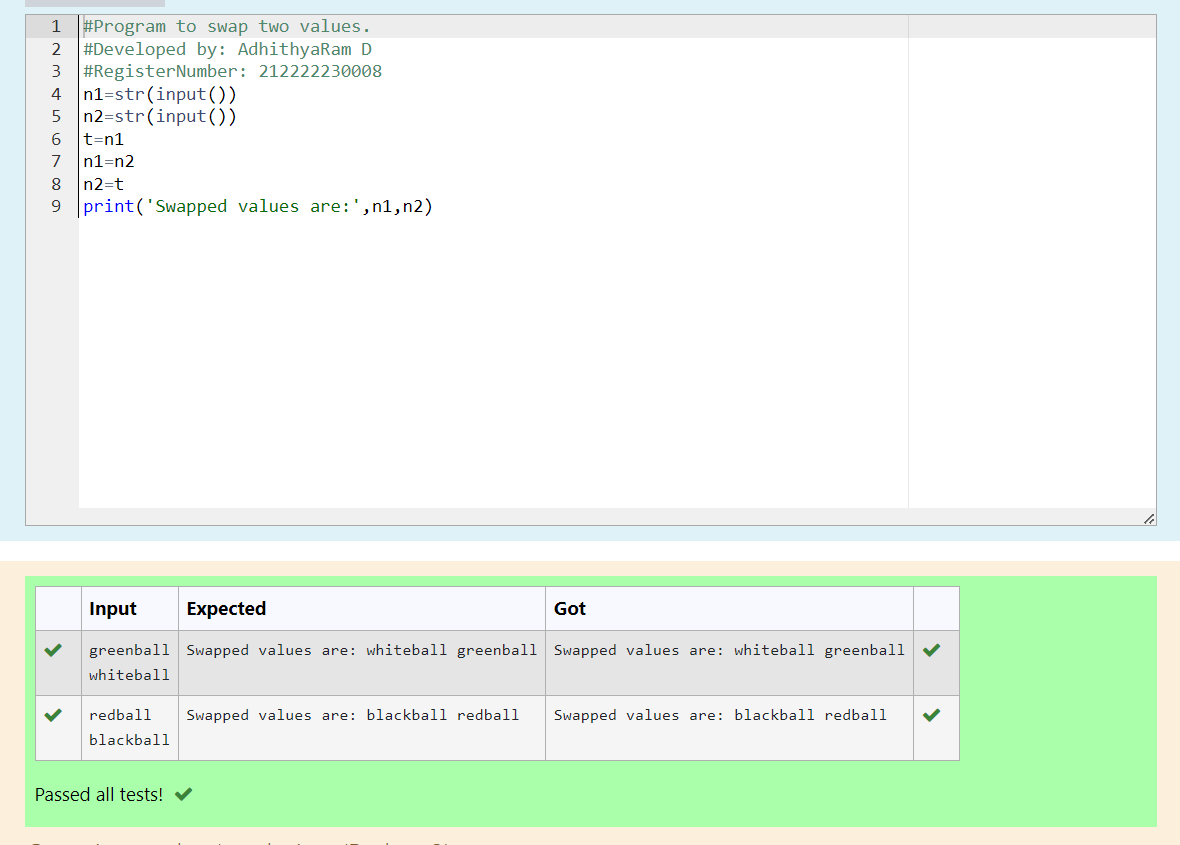 1 #Program to swap two values.
2 #Developed by: AdhithyaRam D
3 #RegisterNumber: 212222230008
4 n1=str(input())
5 n2=str(input())
6 t=n1
7 n1=n2
8 n2=t
9 print('Swapped values are:',n1,n2)
Input Expected Got
greenball Swapped values are: whiteball greenball Swapped values are: whiteball greenball
whiteball
redball Swapped values are: blackball redball Swapped values are: blackball redball
blackball
Passed all tests!